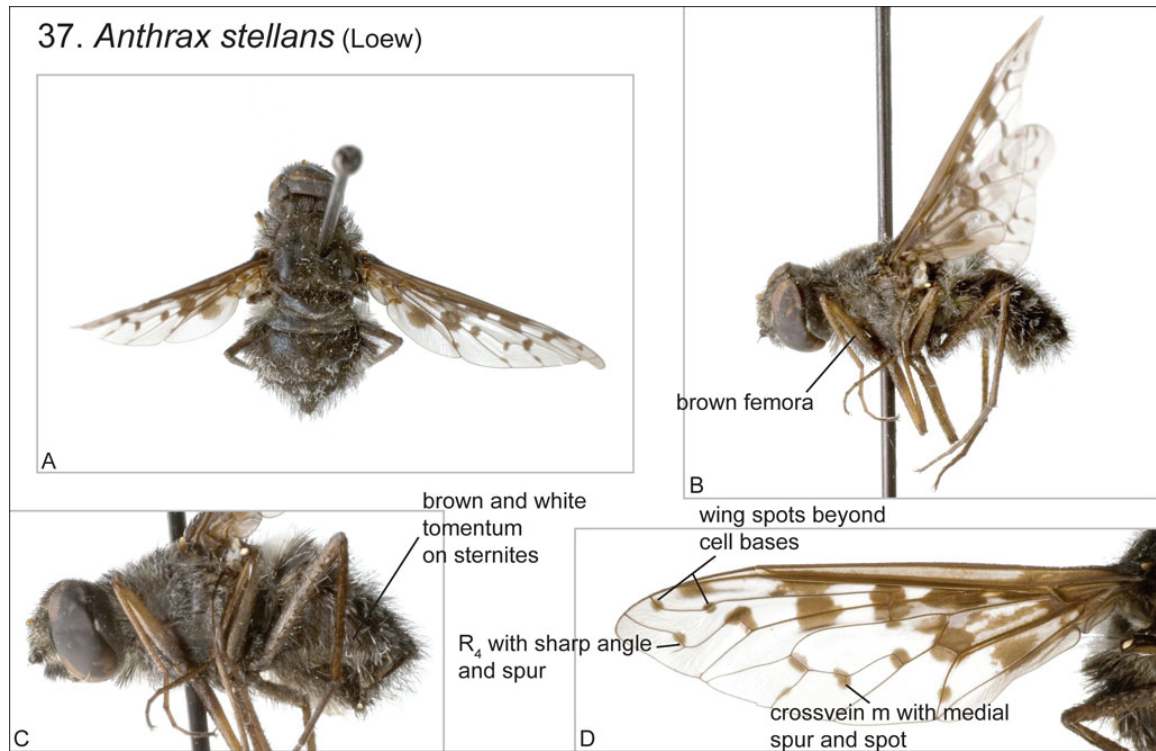 37. Anthrax stellans (Loew)
A
B
brown femora
brown and white
tomentum
on sternites
C
wing spots beyond
cell bases
R4 with sharp angle
and spur
crossvein m with medial
spur and spot
D